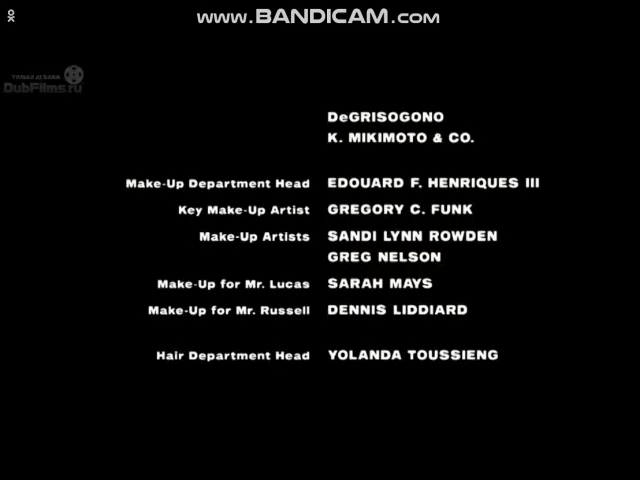 www.BANDICAM.com
DubFilms.ru
DeGRISOGONO
K. MIKIMOTO & CO.
Make-Up Department Head EDOUARD F. HENRIQUES III
Key Make-Up Artist GREGORY C. FUNK
Make-Up Artists SANDI LYNN ROWDEN
GREG NELSON
Make-Up for Mr. Lucas SARAH MAYS
Make-Up for Mr. Russell DENNIS LIDDIARD
Hair Department Head YOLANDA TOUSSIENG